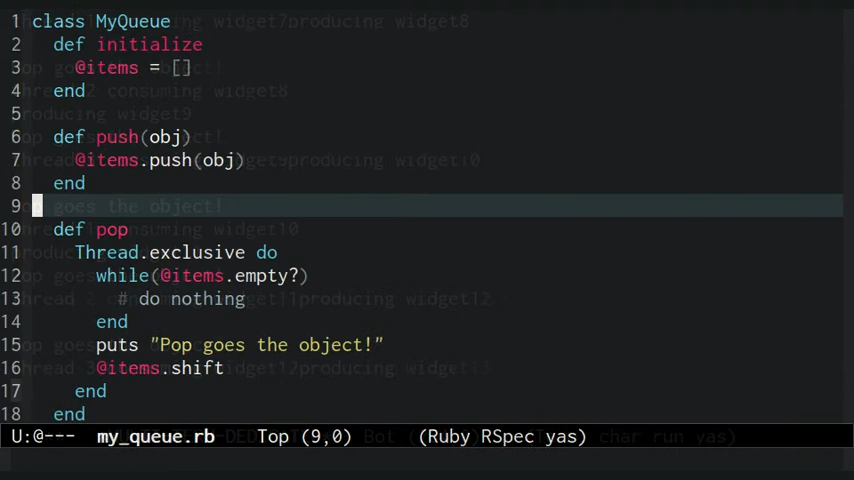 1 class MyQueue
2   def initialize
3     @items = []
4   end
5
6   def push(obj)
7     @items.push(obj)
8   end
9
10   def pop
11     Thread.exclusive do
12       while(@items.empty?)
13         # do nothing
14       end
15       puts "Pop goes the object!"
16       @items.shift
17     end
18   end
U:@---  my_queue.rb    Top (9,0)    (Ruby RSpec yas)